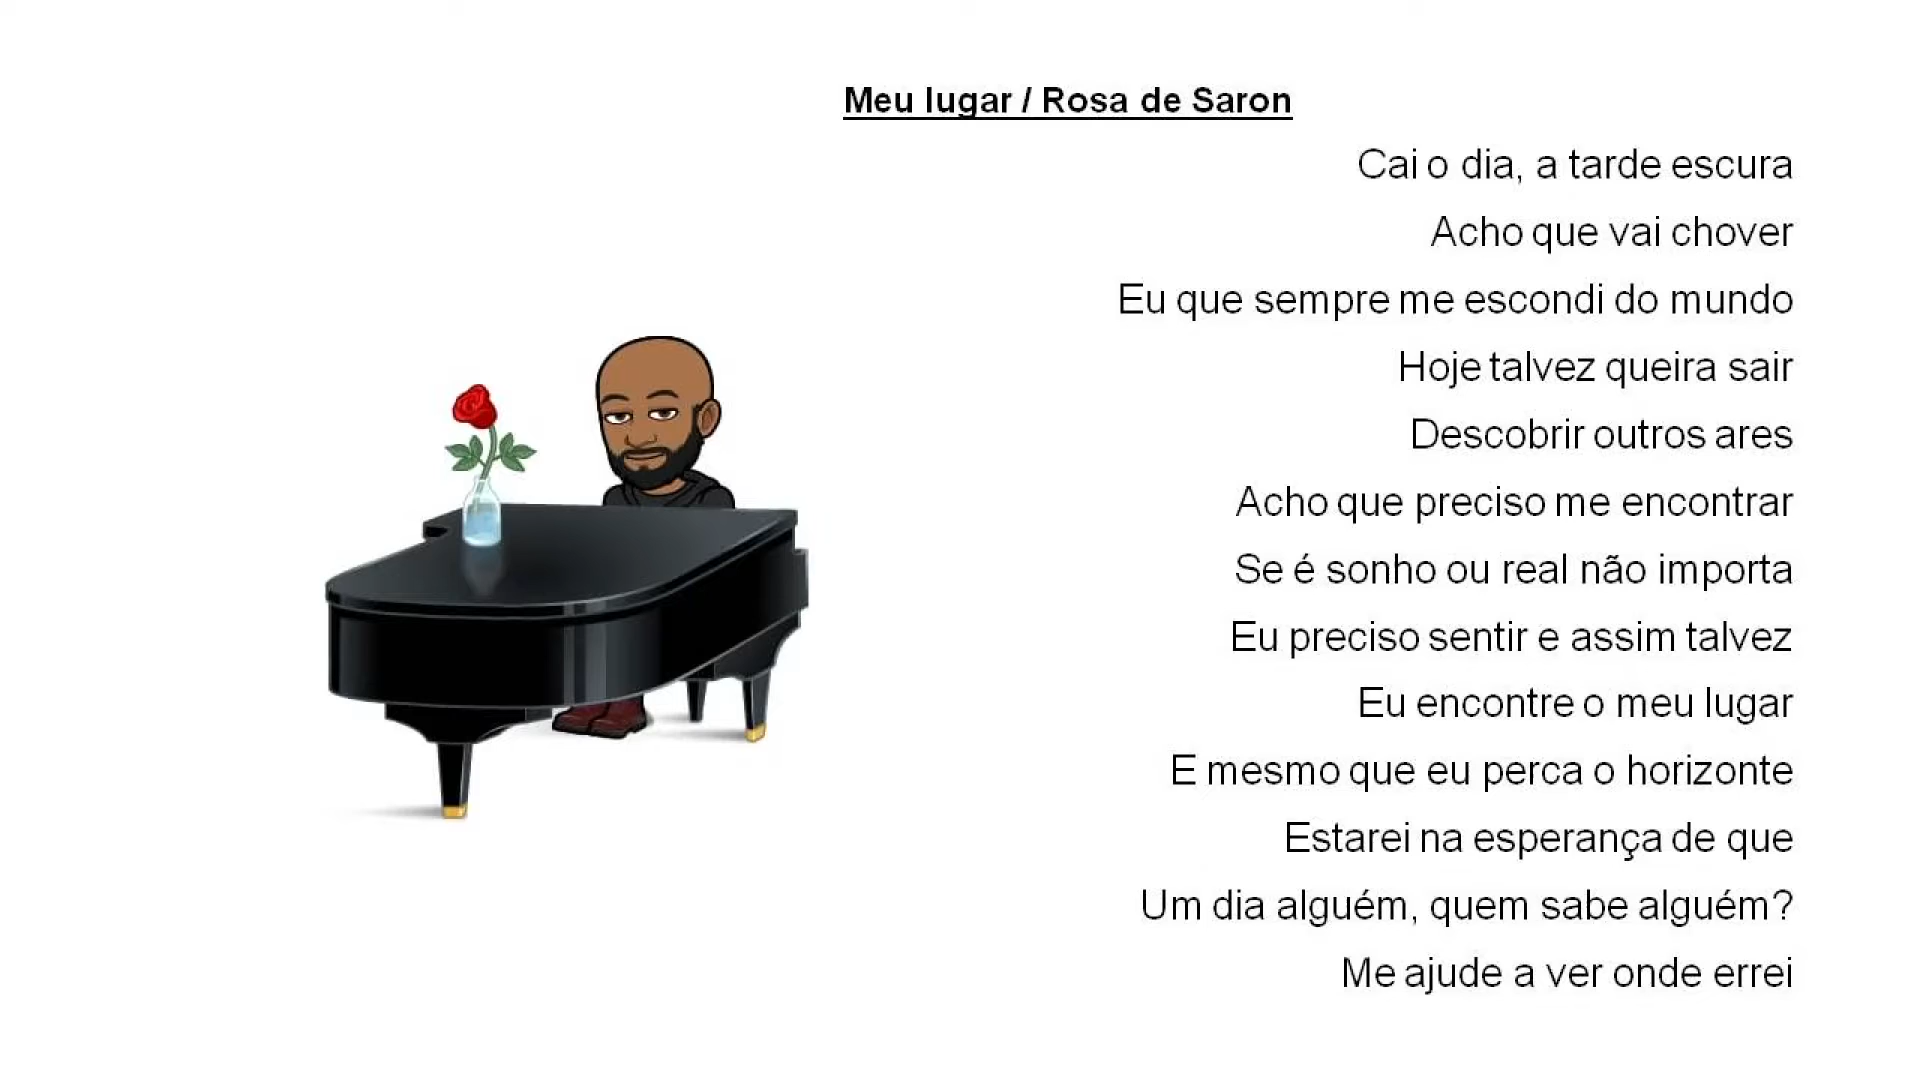 Meu lugar / Rosa de Saron
Cai o dia, a tarde escura
Acho que vai chover
Eu que sempre me escondi do mundo
Hoje talvez queira sair
Descobrir outros ares
Acho que preciso me encontrar
Se é sonho ou real não importa
Eu preciso sentir e assim talvez
Eu encontre o meu lugar
E mesmo que eu perca o horizonte
Estarei na esperança de que
Um dia alguém, quem sabe alguém?
Me ajude a ver onde errei